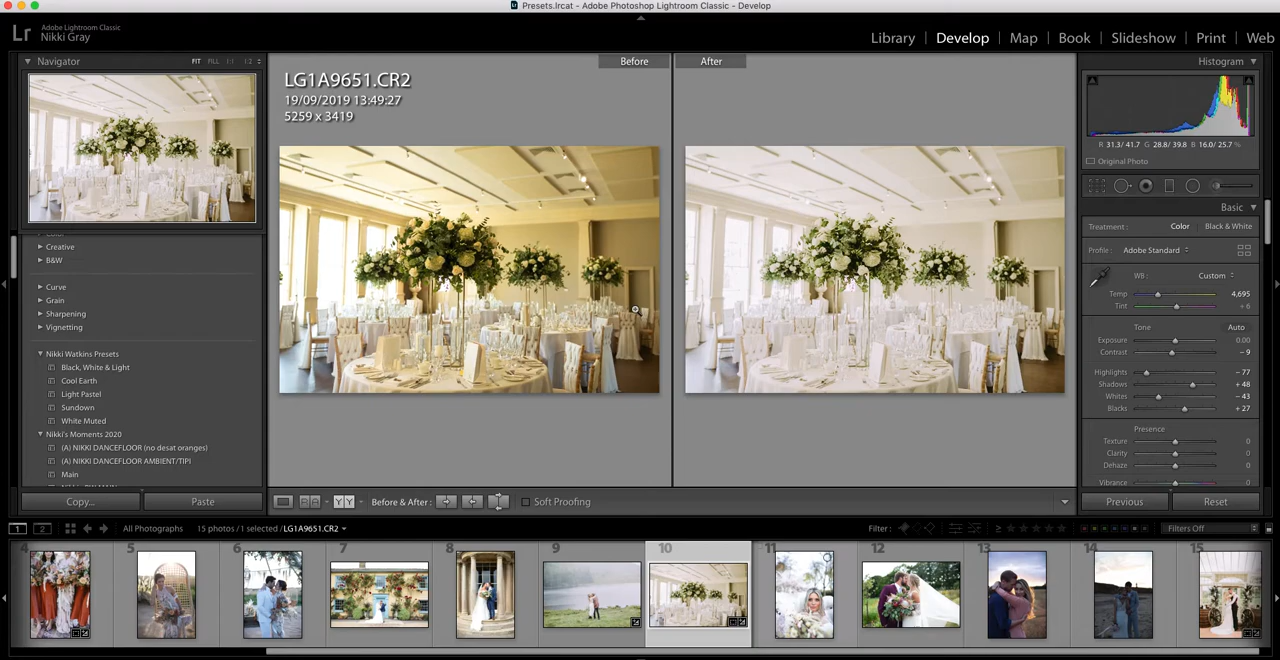 Presets.lrcat - Adobe Photoshop Lightroom Classic - Develop
Lr
Adobe Lightroom Classic
Nikki Gray
Library | Develop | Map | Book | Slideshow | Print | Web
Navigator
FIT FILL 1:1 1:2
Creative
B&W
Curve
Grain
Sharpening
Vignetting
Nikki Watkins Presets
Black, White & Light
Cool Earth
Light Pastel
Sundown
White Muted
Nikki's Moments 2020
(A) NIKKI DANCEFLOOR (no desat oranges)
(A) NIKKI DANCEFLOOR AMBIENT/TIPI
Main
Copy...
Paste
Before
After
LG1A9651.CR2
19/09/2019 13:49:27
5259 x 3419
Histogram
R 31.3/ 41.7 G 28.8/ 39.8 B 16.0/ 25.7 %
Original Photo
Basic
Treatment : Color Black & White
Profile : Adobe Standard
WB : Custom
Temp 4,695
Tint + 6
Tone Auto
Exposure 0.00
Contrast – 9
Highlights – 77
Shadows + 48
Whites – 43
Blacks + 27
Presence
Texture 0
Clarity 0
Dehaze 0
Vibrance 0
Previous
Reset
YY
Before & After :
Soft Proofing
1 2
All Photographs
15 photos / 1 selected / LG1A9651.CR2
Filter :
≥
Filters Off
4 5 6 7 8 9 10 11 12 13 14 15